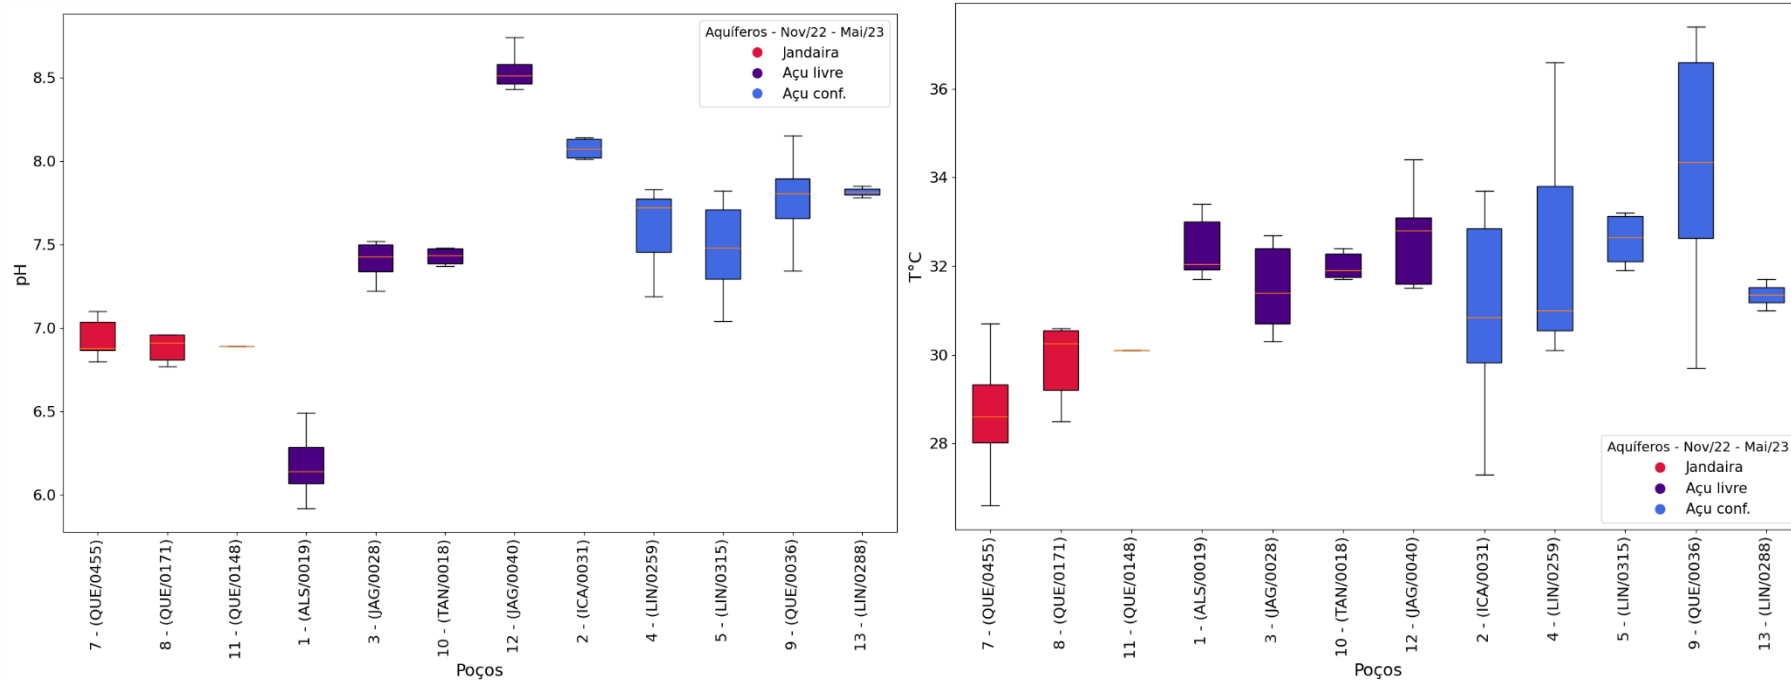 pH
8.5
8.0
7.5
7.0
6.5
6.0
Aquíferos - Nov/22 - Mai/23
Jandaira
Açu livre
Açu conf.
7 - (QUE/0455)
8 - (QUE/0171)
11 - (QUE/0148)
1 - (ALS/0019)
3 - (JAG/0028)
10 - (TAN/0018)
12 - (JAG/0040)
2 - (ICA/0031)
4 - (LIN/0259)
5 - (LIN/0315)
9 - (QUE/0036)
13 - (LIN/0288)
Poços
T°C
36
34
32
30
28
Aquíferos - Nov/22 - Mai/23
Jandaira
Açu livre
Açu conf.
7 - (QUE/0455)
8 - (QUE/0171)
11 - (QUE/0148)
1 - (ALS/0019)
3 - (JAG/0028)
10 - (TAN/0018)
12 - (JAG/0040)
2 - (ICA/0031)
4 - (LIN/0259)
5 - (LIN/0315)
9 - (QUE/0036)
13 - (LIN/0288)
Poços